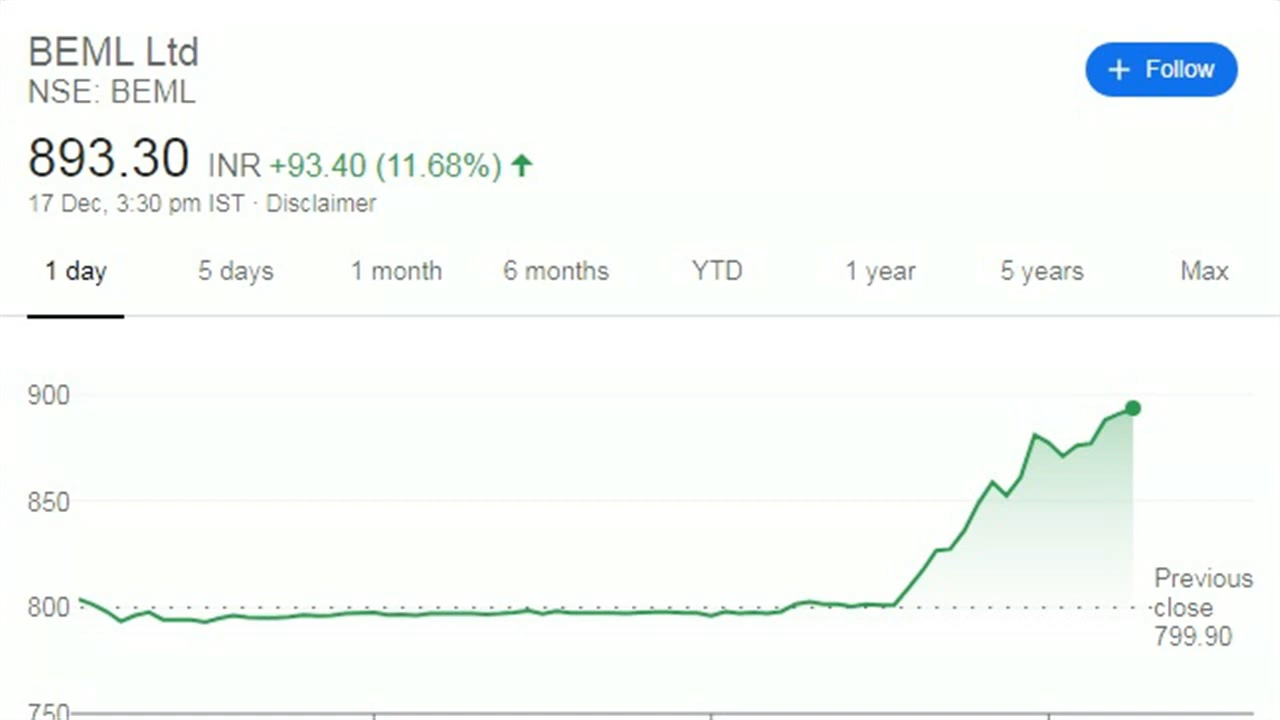 BEML Ltd
NSE: BEML
+ Follow
893.30 INR +93.40 (11.68%)
17 Dec, 3:30 pm IST · Disclaimer
1 day 5 days 1 month 6 months YTD 1 year 5 years Max
900
850
Previous
800 close
799.90
750